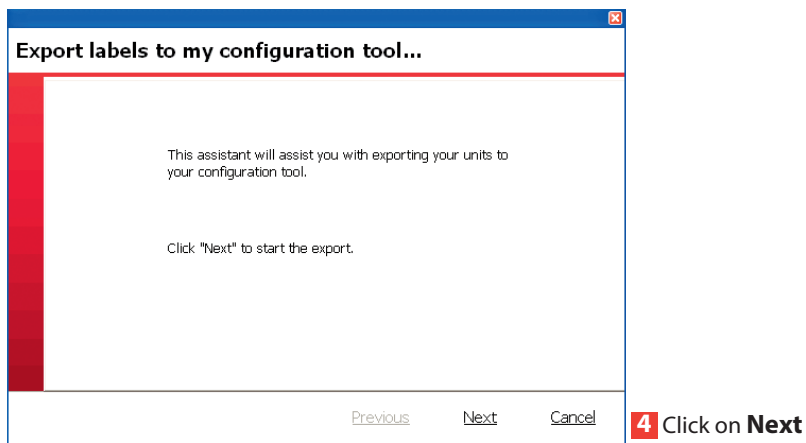 Export labels to my configuration tool...
This assistant will assist you with exporting your units to
your configuration tool.
Click "Next" to start the export.
Previous Next Cancel
4 Click on Next